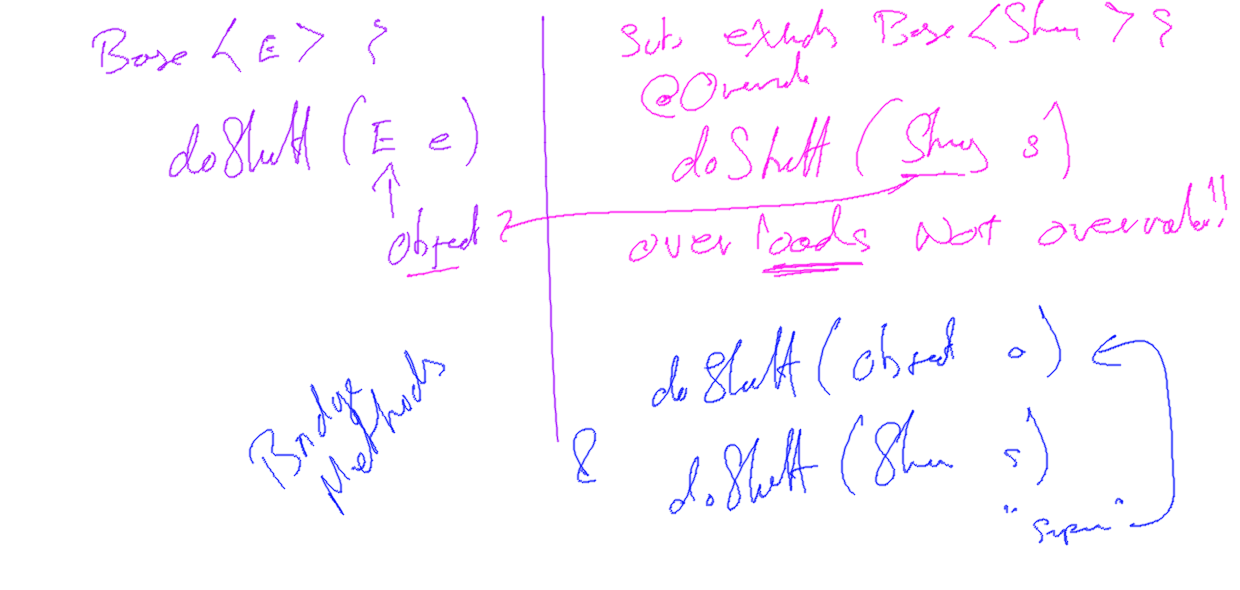 Base < E > {
doStuff ( E e )
object
Sub extends Base < String > {
@Override
doStuff ( String s )
overloads Not override!!
doStuff ( object o )
& doStuff ( String s )
"super"
Bridge Methods